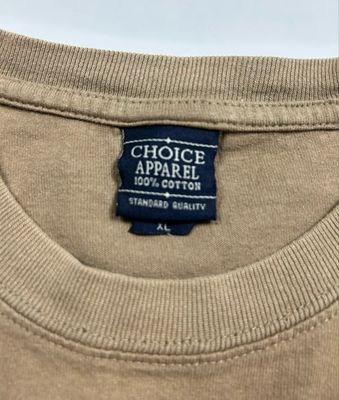 CHOICE
APPAREL
100% COTTON
STANDARD QUALITY
XL